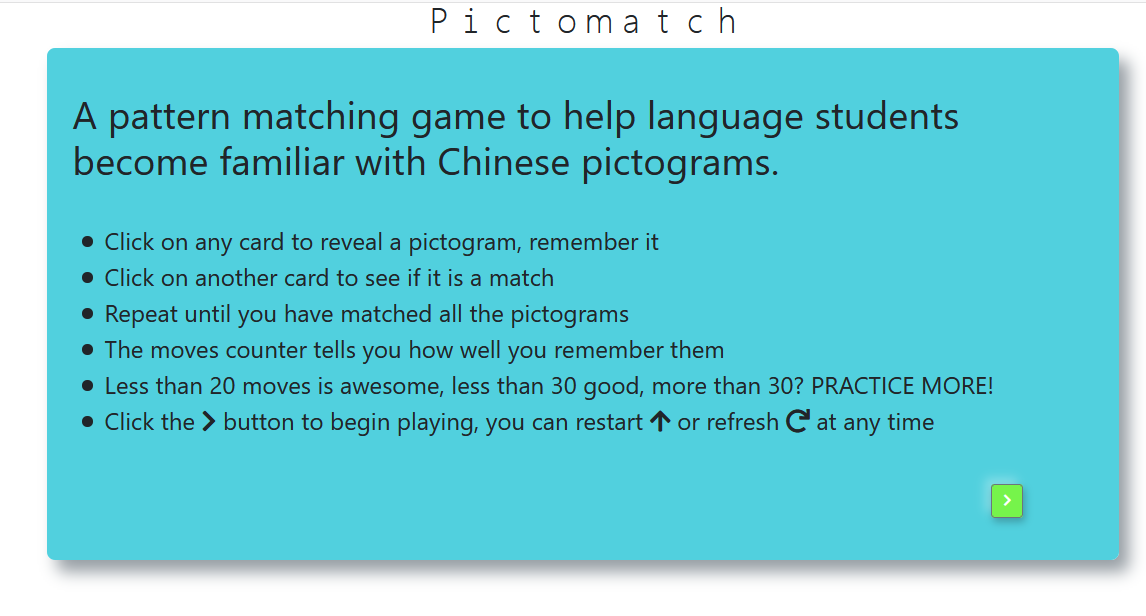 Pictomatch
A pattern matching game to help language students
become familiar with Chinese pictograms.
Click on any card to reveal a pictogram, remember it
Click on another card to see if it is a match
Repeat until you have matched all the pictograms
The moves counter tells you how well you remember them
Less than 20 moves is awesome, less than 30 good, more than 30? PRACTICE MORE!
Click the > button to begin playing, you can restart ↑ or refresh ↻ at any time
>